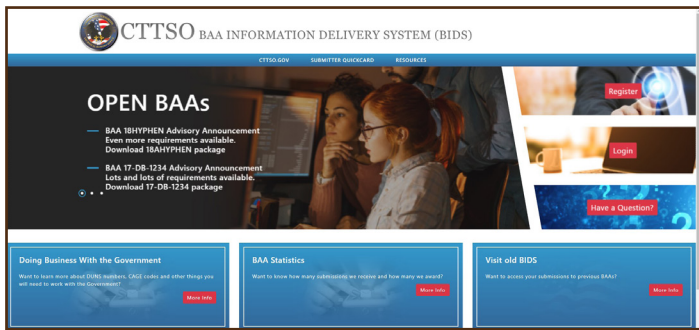 CTTSO BAA INFORMATION DELIVERY SYSTEM (BIDS)
CTTSO.GOV SUBMITTER QUICKCARD RESOURCES
OPEN BAAs
BAA 18HYPHEN Advisory Announcement
Even more requirements available.
Download 18AHYPHEN package
BAA 17-DB-1234 Advisory Announcement
Lots and lots of requirements available.
Download 17-DB-1234 package
Register
Login
Have a Question?
Doing Business With the Government
Want to learn more about DUNS numbers, CAGE codes and other things you
will need to work with the Government?
More Info
BAA Statistics
Want to know how many submissions we receive and how many we award?
More Info
Visit old BIDS
Want to access your submissions to previous BAAs?
More Info